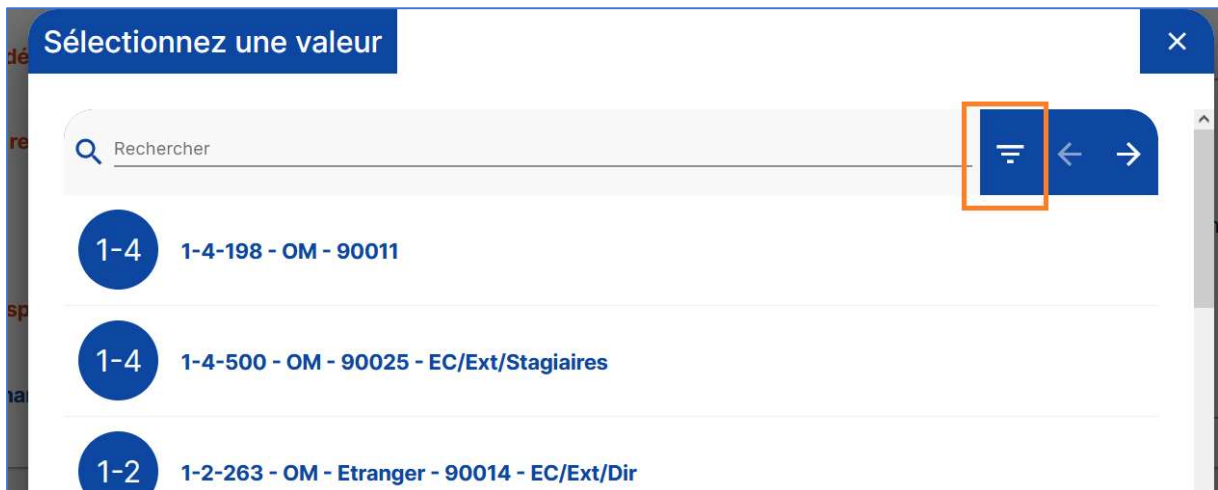 Sélectionnez une valeur
Rechercher
1-4
1-4-198 - OM - 90011
1-4
1-4-500 - OM - 90025 - EC/Ext/Stagiaires
1-2
1-2-263 - OM - Etranger - 90014 - EC/Ext/Dir